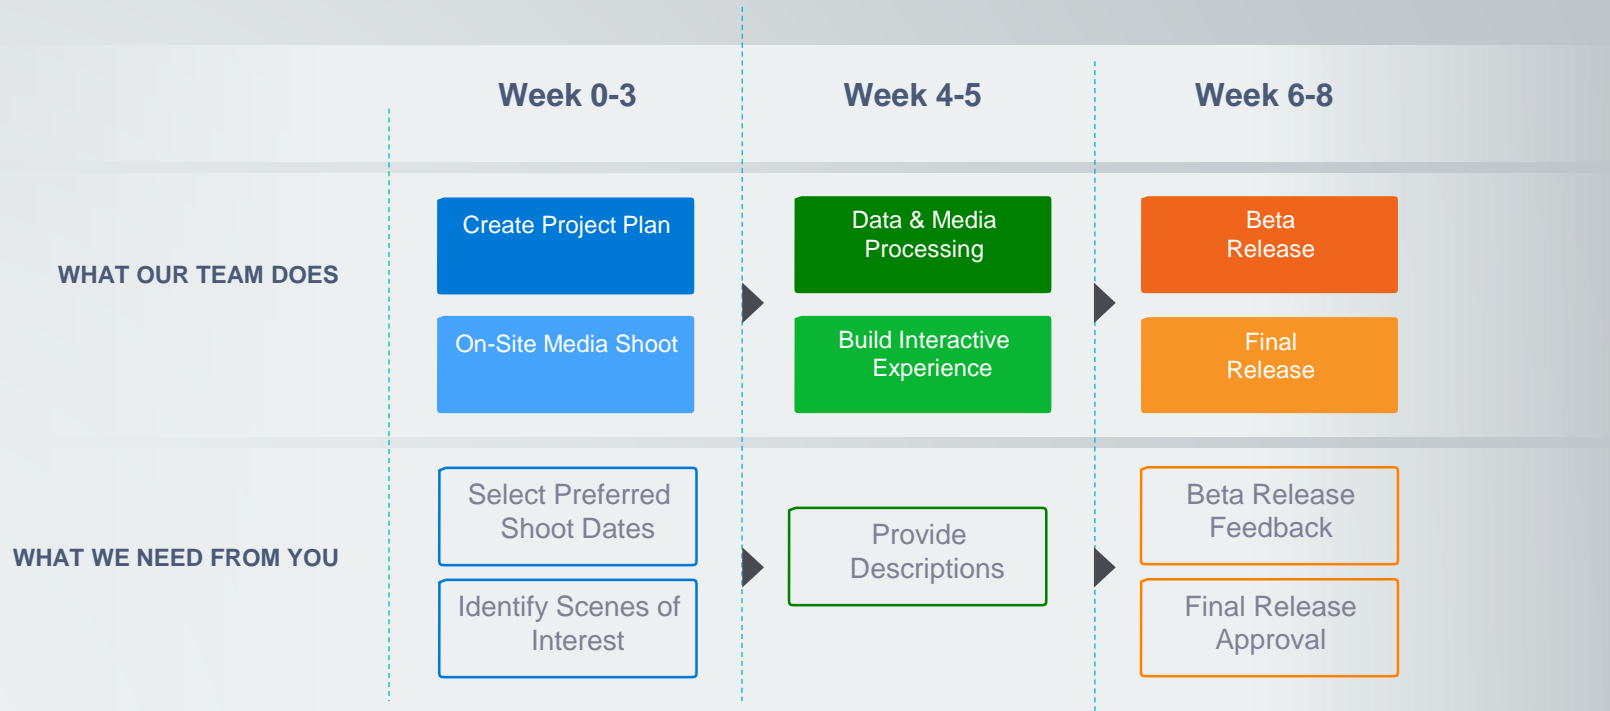 Week 0-3
Week 4-5
Week 6-8
WHAT OUR TEAM DOES
Create Project Plan
On-Site Media Shoot
Data & Media
Processing
Build Interactive
Experience
Beta
Release
Final
Release
WHAT WE NEED FROM YOU
Select Preferred
Shoot Dates
Identify Scenes of
Interest
Provide
Descriptions
Beta Release
Feedback
Final Release
Approval